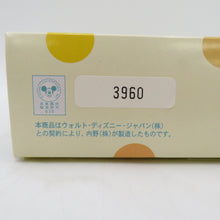 3960
本商品はウォルト・ディズニー・ジャパン(株)
との契約により、内野(株)が製造したものです。